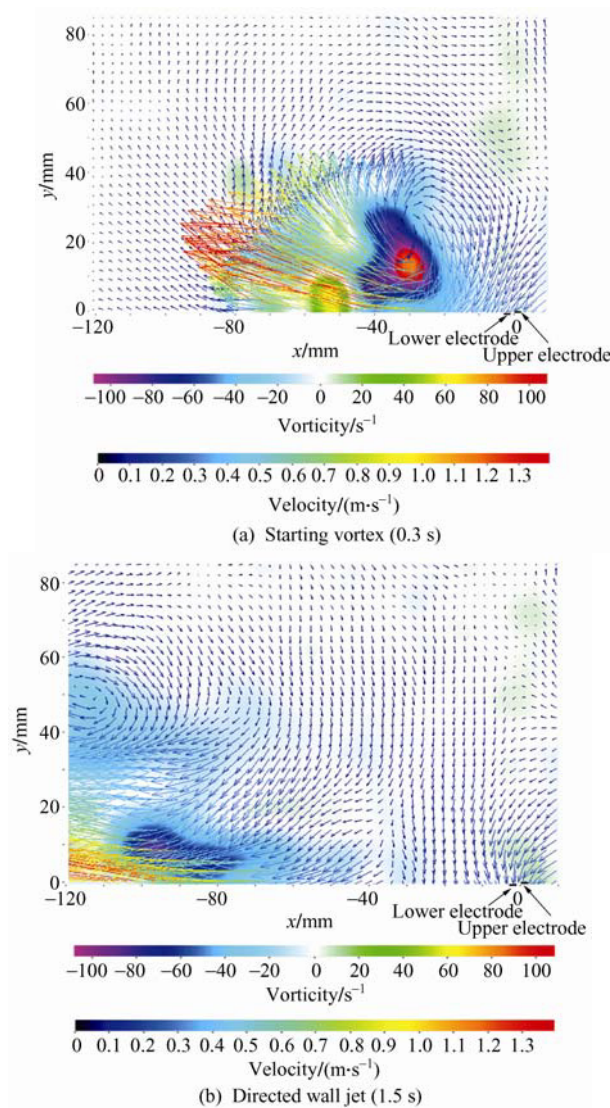 80
60
y/mm
40
20
0
−120
−80
−40
0
x/mm
Lower electrode
Upper electrode
−100 −80 −60 −40 −20 0 20 40 60 80 100
Vorticity/s⁻¹
0 0.1 0.2 0.3 0.4 0.5 0.6 0.7 0.8 0.9 1.0 1.1 1.2 1.3
Velocity/(m·s⁻¹)
(a) Starting vortex (0.3 s)
80
60
y/mm
40
20
0
−120
−80
−40
0
x/mm
Lower electrode
Upper electrode
−100 −80 −60 −40 −20 0 20 40 60 80 100
Vorticity/s⁻¹
0 0.1 0.2 0.3 0.4 0.5 0.6 0.7 0.8 0.9 1.0 1.1 1.2 1.3
Velocity/(m·s⁻¹)
(b) Directed wall jet (1.5 s)